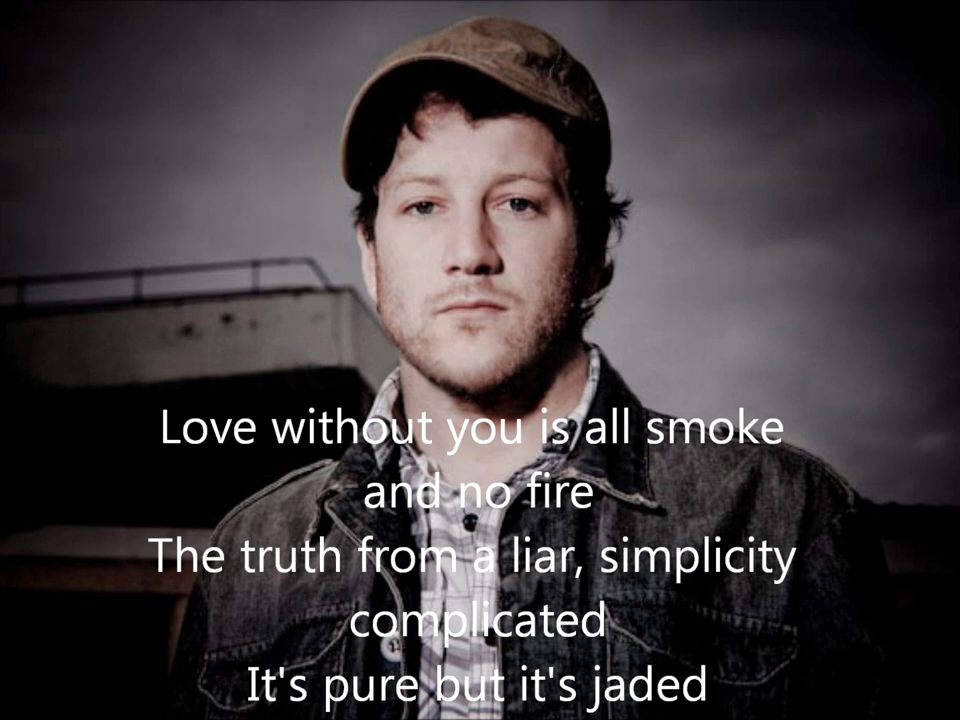 Love without you is all smoke
and no fire
The truth from a liar, simplicity
complicated
It's pure but it's jaded